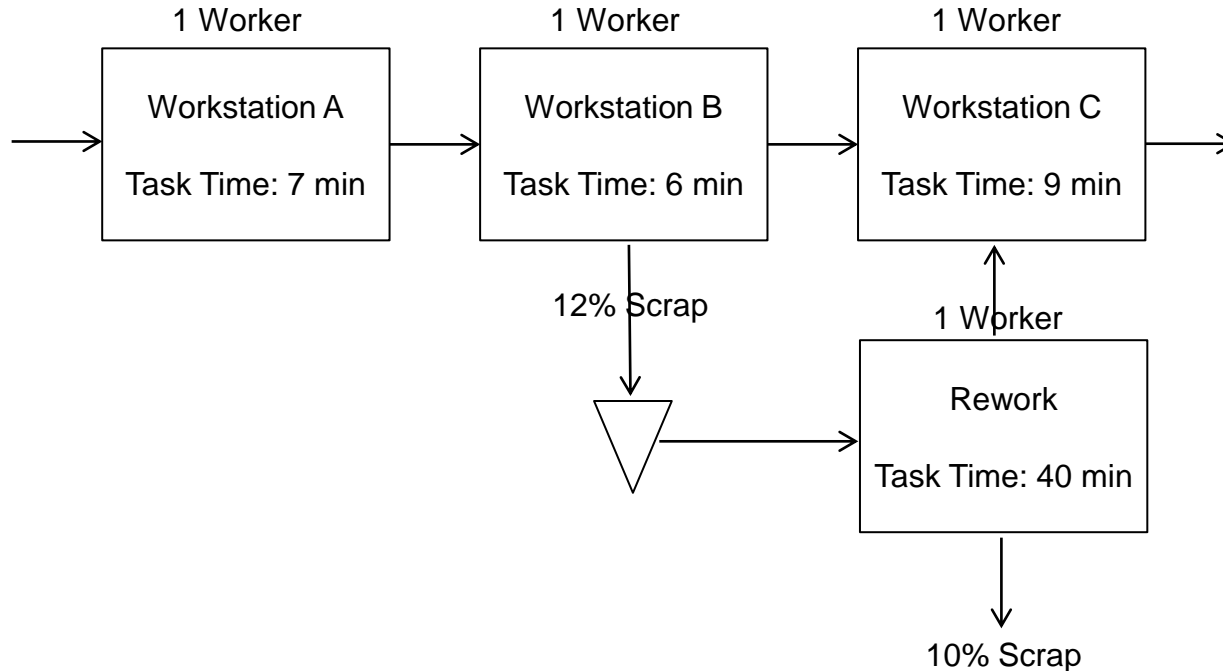 1 Worker
1 Worker
1 Worker
Workstation A
Workstation B
Workstation C
Task Time: 7 min
Task Time: 6 min
Task Time: 9 min
12% Scrap
1 Worker
Rework
Task Time: 40 min
10% Scrap